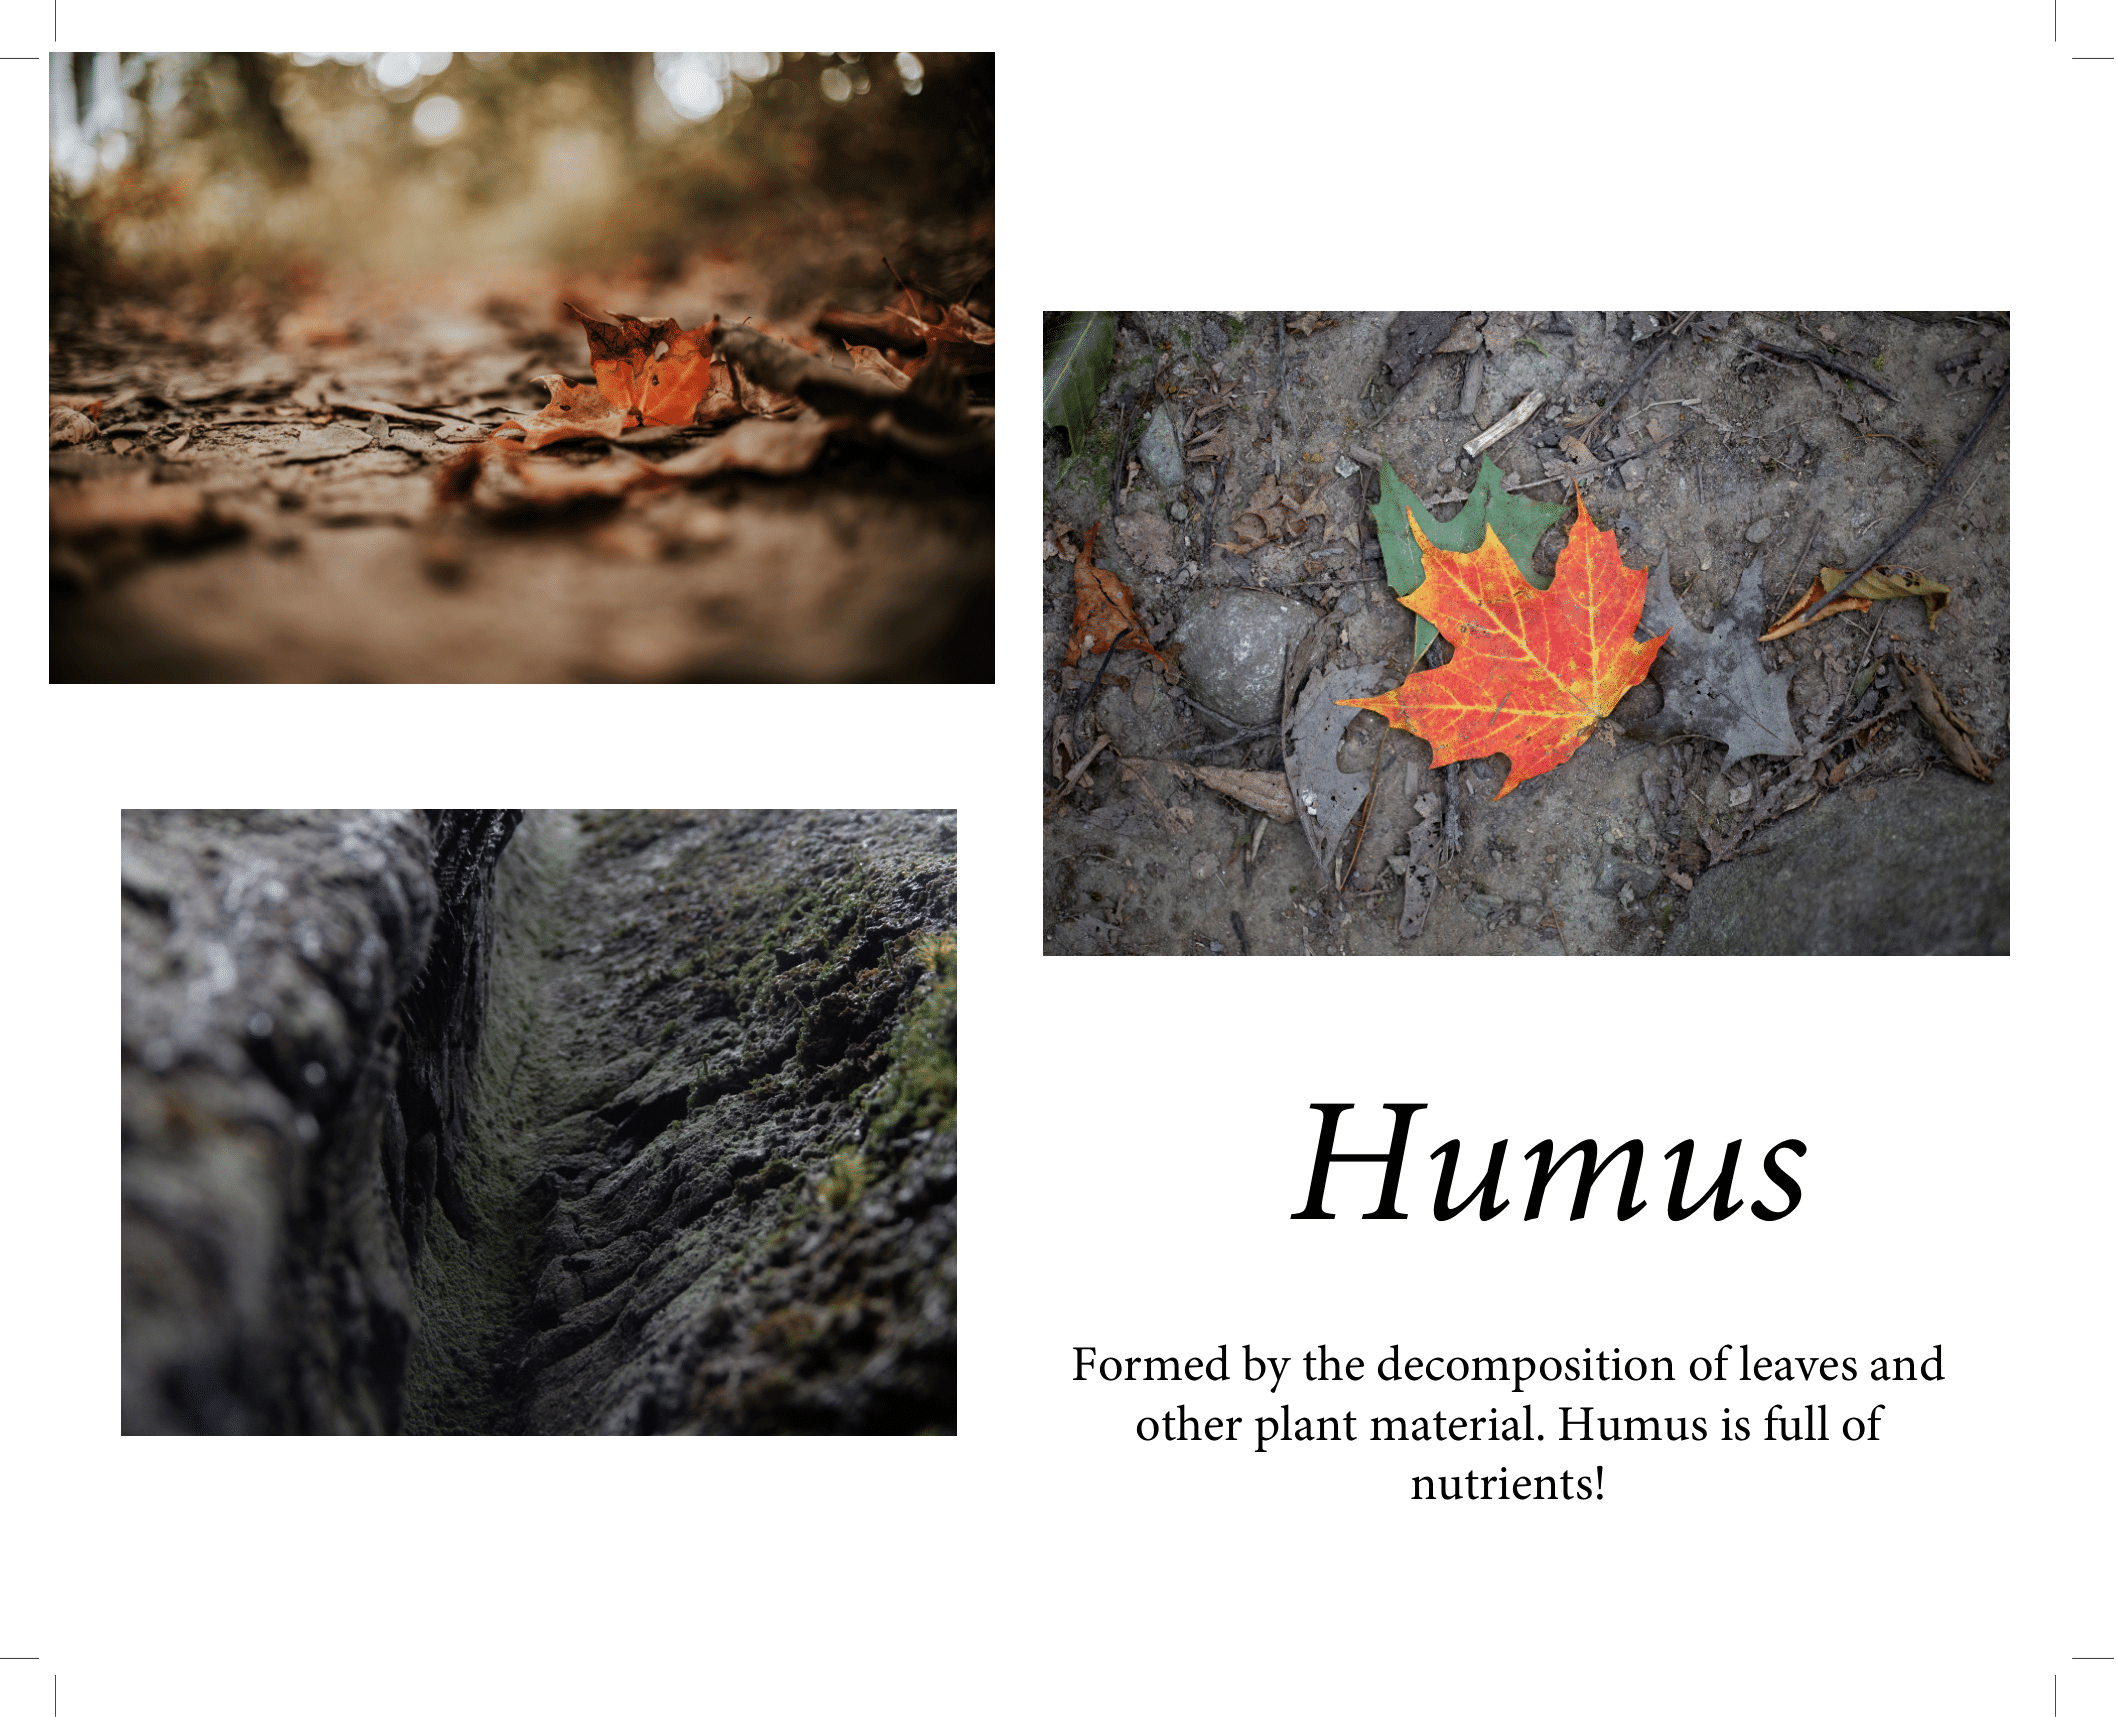 Humus
Formed by the decomposition of leaves and
other plant material. Humus is full of
nutrients!